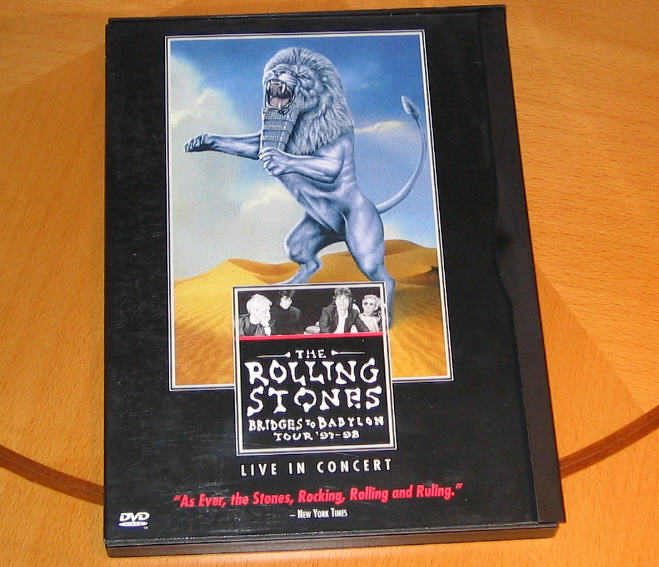 THE
ROLLING
STONES
BRIDGES TO BABYLON
TOUR '97-98
LIVE IN CONCERT
"As Ever, the Stones, Rocking, Rolling and Ruling."
– NEW YORK TIMES
DVD
VIDEO